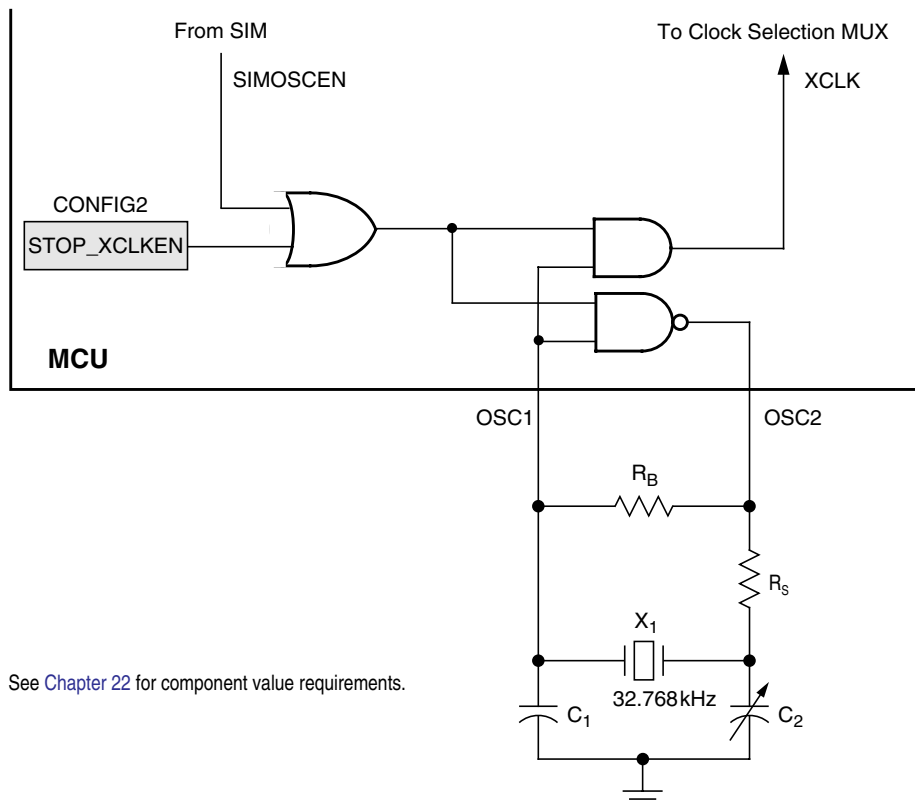 From SIM
To Clock Selection MUX
SIMOSCEN
XCLK
CONFIG2
STOP_XCLKEN
MCU
OSC1
OSC2
RB
RS
X1
See Chapter 22 for component value requirements.
32.768kHz
C1
C2